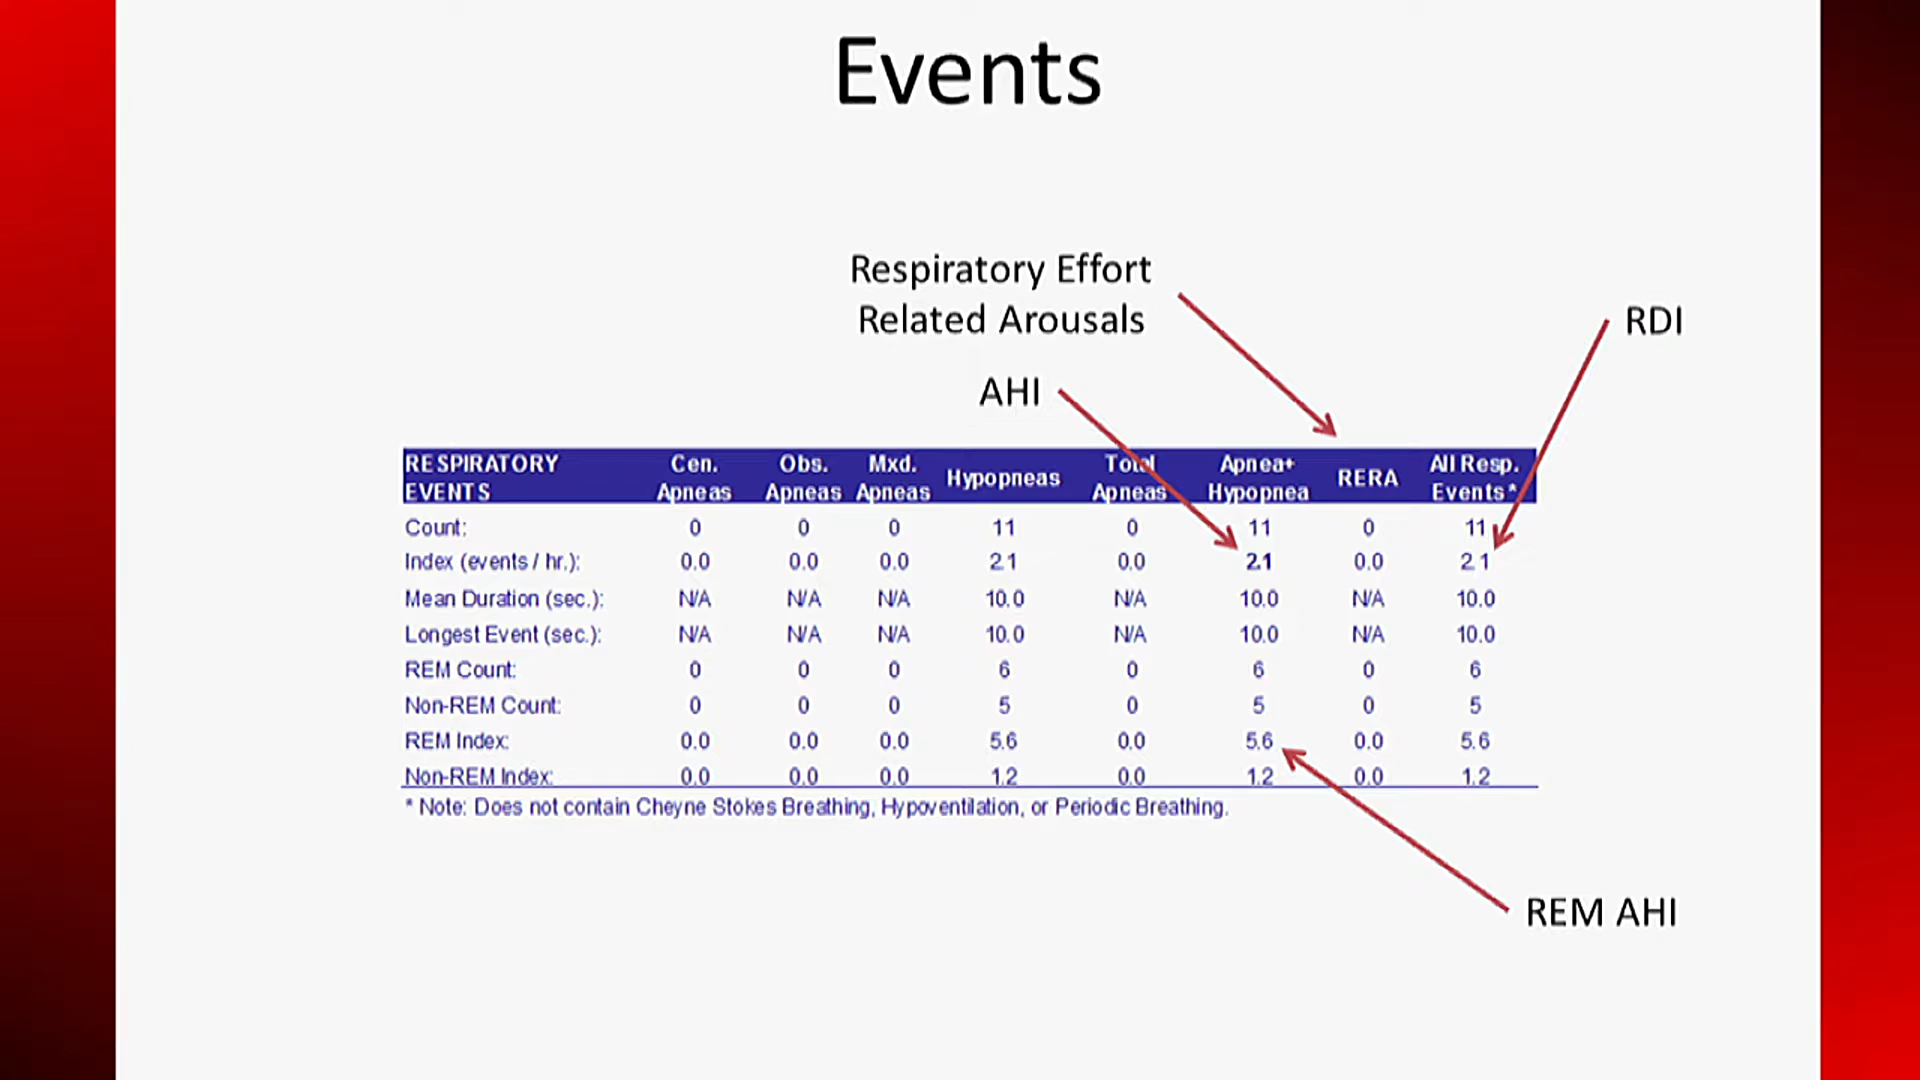 Events
Respiratory Effort
Related Arousals
RDI
AHI
RESPIRATORY EVENTS Cen. Apneas Obs. Apneas Mxd. Apneas Hypopneas Total Apneas Apnea+ Hypopnea RERA All Resp. Events*
Count: 0 0 0 11 0 11 0 11
Index (events / hr.): 0.0 0.0 0.0 2.1 0.0 2.1 0.0 2.1
Mean Duration (sec.): N/A N/A N/A 10.0 N/A 10.0 N/A 10.0
Longest Event (sec.): N/A N/A N/A 10.0 N/A 10.0 N/A 10.0
REM Count: 0 0 0 6 0 6 0 6
Non-REM Count: 0 0 0 5 0 5 0 5
REM Index: 0.0 0.0 0.0 5.6 0.0 5.6 0.0 5.6
Non-REM Index: 0.0 0.0 0.0 1.2 0.0 1.2 0.0 1.2
* Note: Does not contain Cheyne Stokes Breathing, Hypoventilation, or Periodic Breathing.
REM AHI